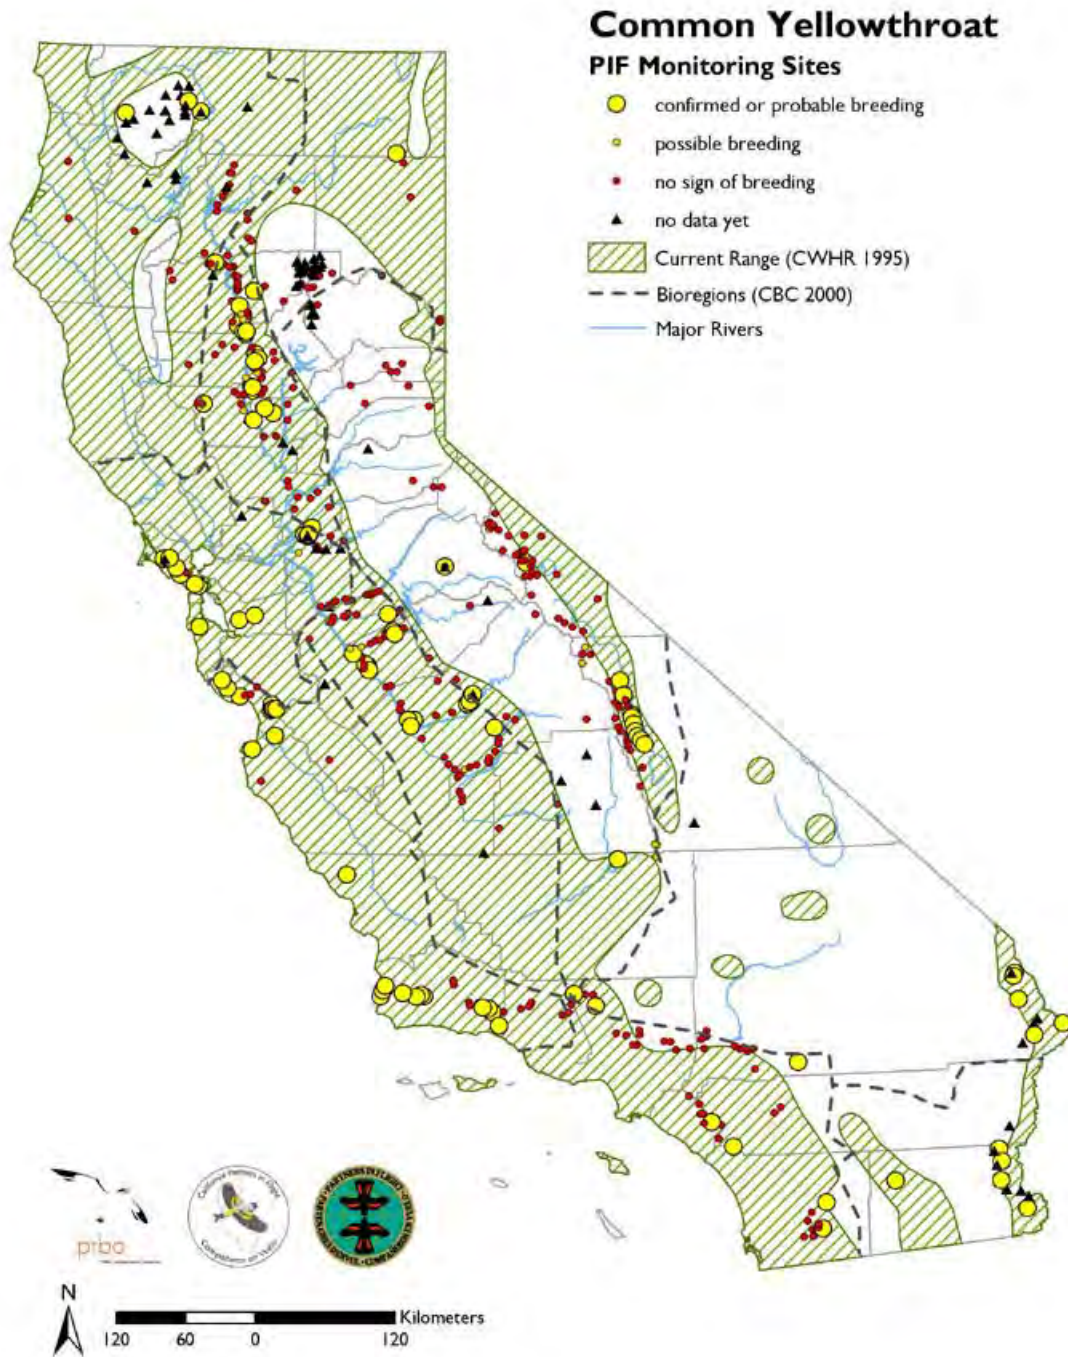 Common Yellowthroat
PIF Monitoring Sites
confirmed or probable breeding
possible breeding
no sign of breeding
no data yet
Current Range (CWHR 1995)
Bioregions (CBC 2000)
Major Rivers
prbo
N
Kilometers
120 60 0 120